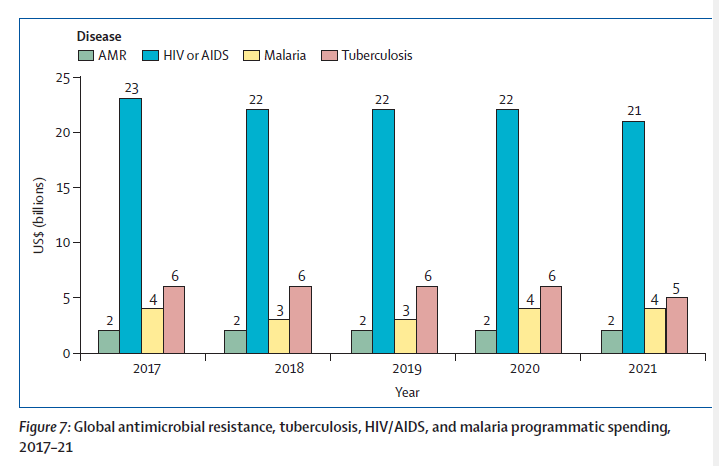 Disease
AMR HIV or AIDS Malaria Tuberculosis
25
20
15
10
5
0
US$ (billions)
2 23 4 6
2 22 3 6
2 22 3 6
2 22 4 6
2 21 4 5
2017 2018 2019 2020 2021
Year
Figure 7: Global antimicrobial resistance, tuberculosis, HIV/AIDS, and malaria programmatic spending,
2017–21